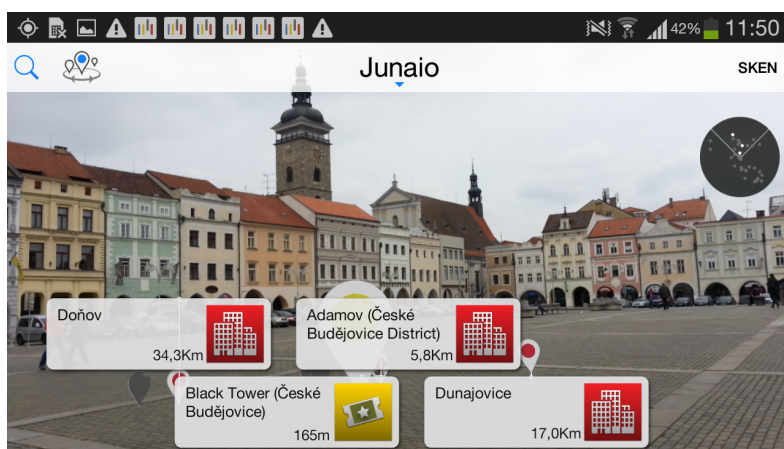 42% 11:50
Junaio
SKEN
Doňov
34,3Km
Adamov (České
Budějovice District)
5,8Km
Black Tower (České
Budějovice)
165m
Dunajovice
17,0Km